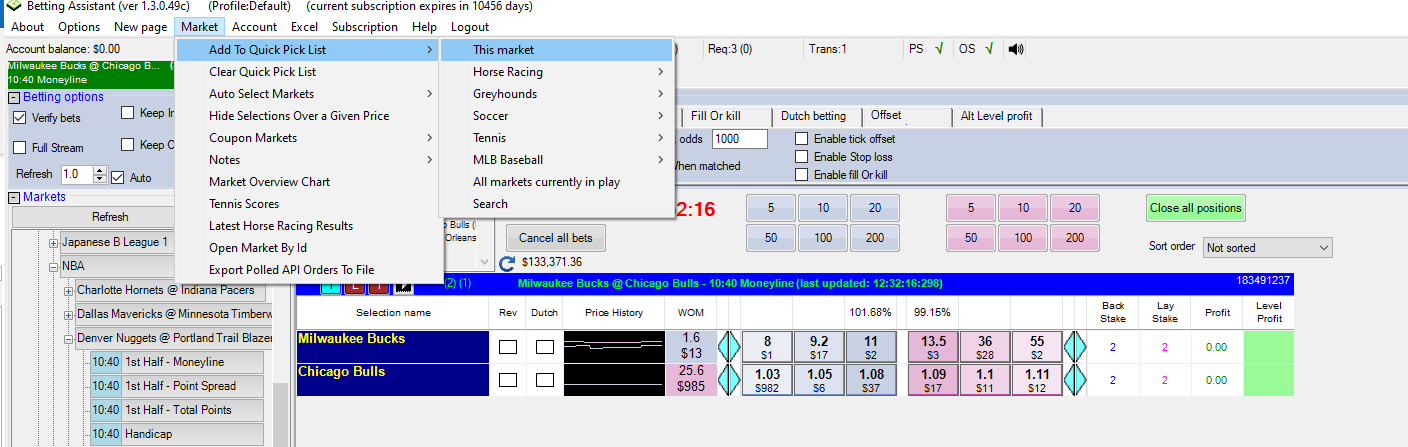 Betting Assistant (ver 1.3.0.49c) (Profile:Default) (current subscription expires in 10456 days)
About Options New page Market Account Excel Subscription Help Logout
Account balance: $0.00
Req:3 (0) Trans:1 PS √ OS √
Milwaukee Bucks @ Chicago B...
10:40 Moneyline
Betting options
Verify bets Keep In
Full Stream Keep O
Refresh 1.0 Auto
Markets
Refresh
Japanese B League 1
NBA
Charlotte Hornets @ Indiana Pacers
Dallas Mavericks @ Minnesota Timberw
Denver Nuggets @ Portland Trail Blazer
10:40 1st Half - Moneyline
10:40 1st Half - Point Spread
10:40 1st Half - Total Points
10:40 Handicap
Add To Quick Pick List
Clear Quick Pick List
Auto Select Markets
Hide Selections Over a Given Price
Coupon Markets
Notes
Market Overview Chart
Tennis Scores
Latest Horse Racing Results
Open Market By Id
Export Polled API Orders To File
This market
Horse Racing
Greyhounds
Soccer
Tennis
MLB Baseball
All markets currently in play
Search
Fill Or kill Dutch betting Offset Alt Level profit
odds 1000 Enable tick offset
Enable Stop loss
When matched
Enable fill Or kill
2:16
5 10 20 5 10 20 Close all positions
50 100 200 50 100 200
Bulls (
Orleans
Cancel all bets
Sort order Not sorted
$133,371.36
(2) (1) Milwaukee Bucks @ Chicago Bulls - 10:40 Moneyline (last updated: 12:32:16:298) 183491237
Selection name Rev Dutch Price History WOM 101.68% 99.15% Back Stake Lay Stake Profit Level Profit
Milwaukee Bucks 1.6 8 9.2 11 13.5 36 55 2 2 0.00
$13 $1 $17 $2 $3 $28 $2
Chicago Bulls 25.6 1.03 1.05 1.08 1.09 1.1 1.11 2 2 0.00
$985 $982 $6 $37 $17 $11 $12